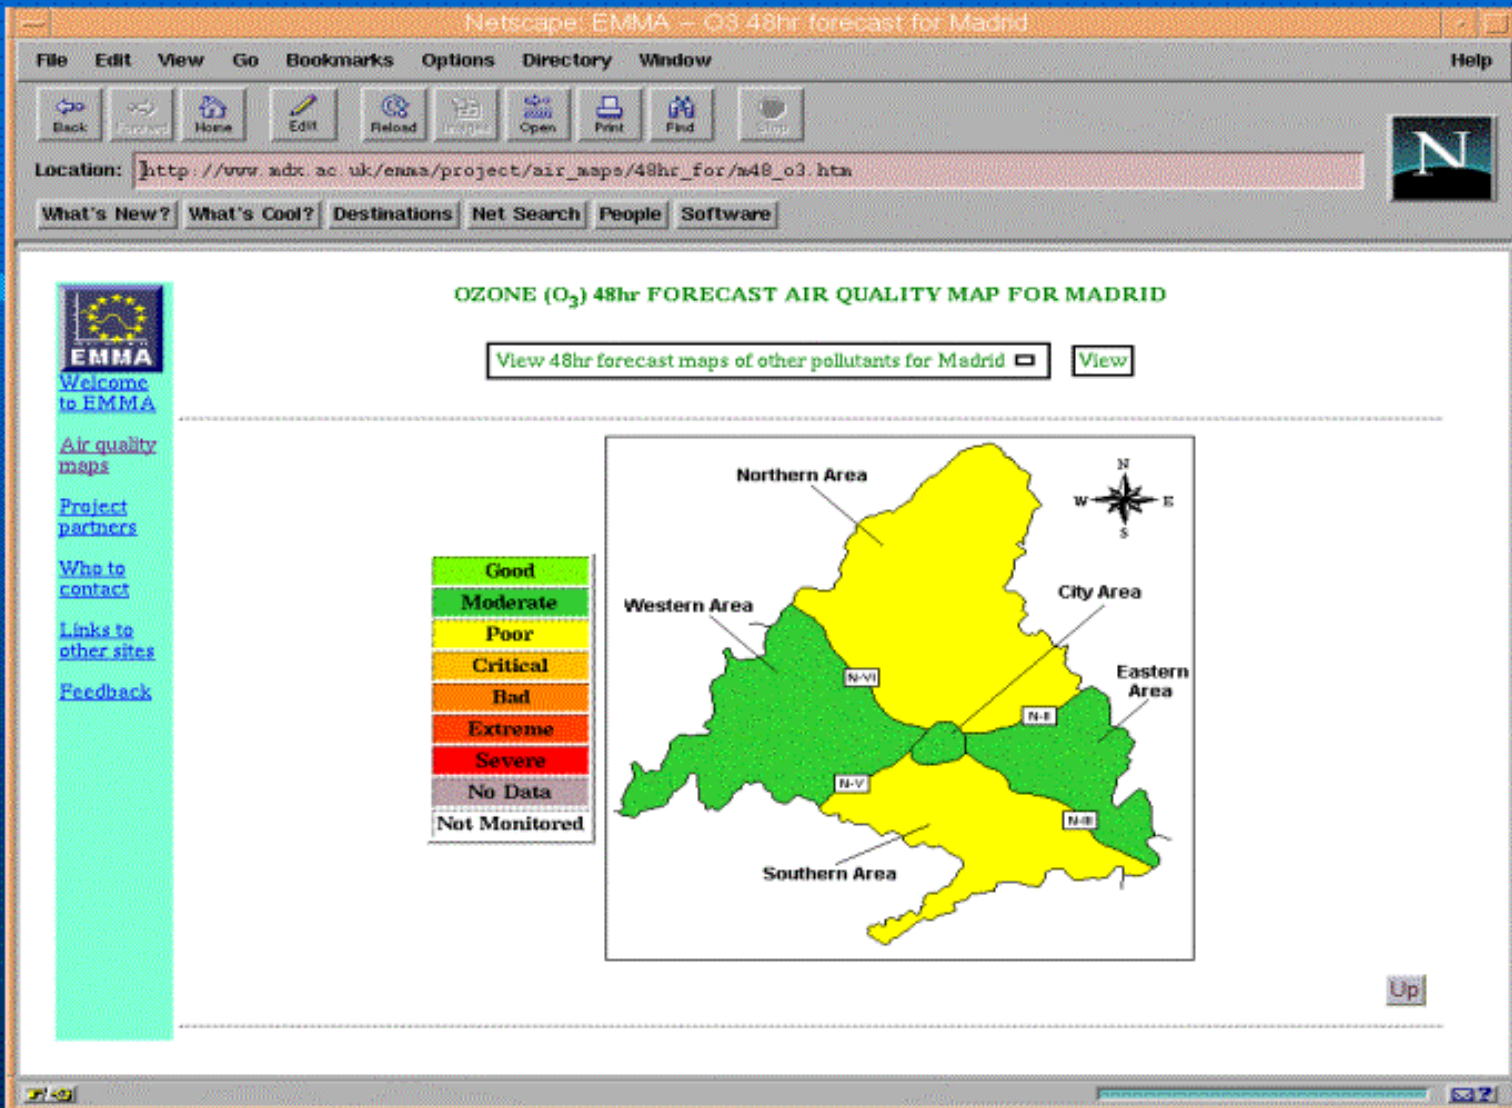 Netscape: EMMA – O3 48hr forecast for Madrid
File Edit View Go Bookmarks Options Directory Window Help
Back Forward Home Edit Reload Images Open Print Find Stop
Location: http://www.mdx.ac.uk/emma/project/air_maps/48hr_for/m48_o3.htm
N
What's New? What's Cool? Destinations Net Search People Software
EMMA
Welcome
to EMMA
Air quality
maps
Project
partners
Who to
contact
Links to
other sites
Feedback
OZONE (O3) 48hr FORECAST AIR QUALITY MAP FOR MADRID
View 48hr forecast maps of other pollutants for Madrid
View
Good
Moderate
Poor
Critical
Bad
Extreme
Severe
No Data
Not Monitored
Northern Area
N
W E
S
Western Area
City Area
Eastern
Area
N-VI
N-II
N-V
N-III
Southern Area
Up
?